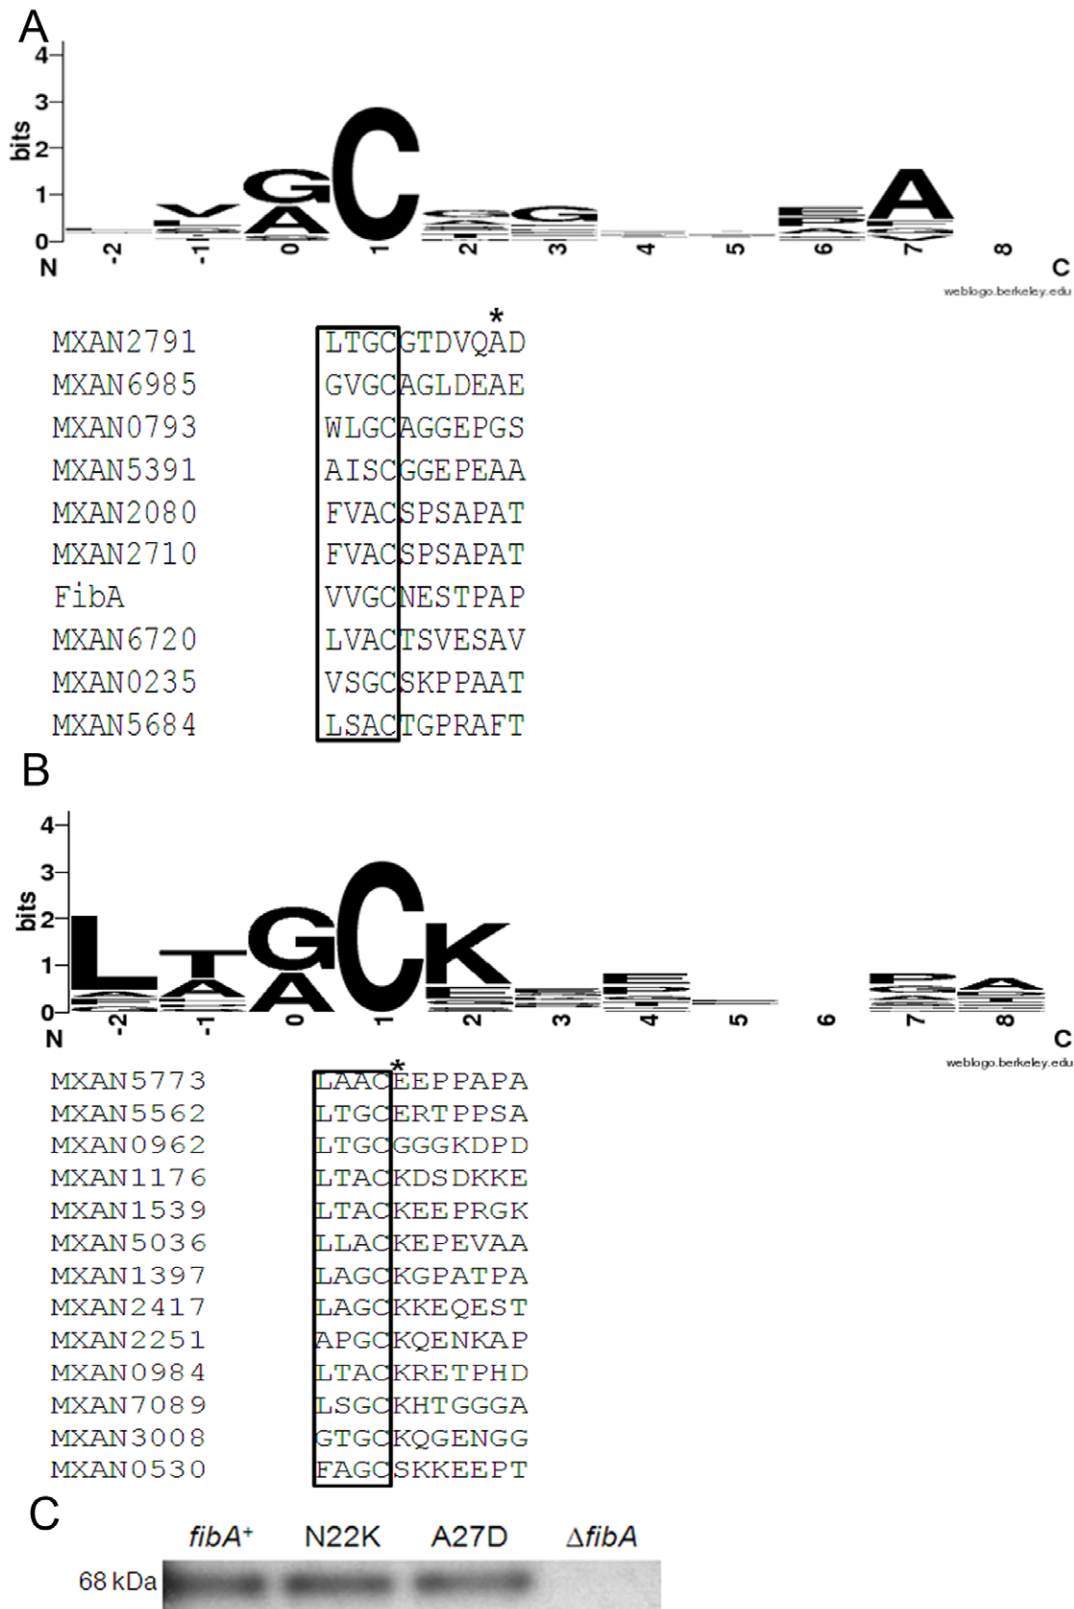 A
4
3
2
1
0
bits
V G A C G A
-2 -1 0 1 2 3 4 5 6 7 8
N C
weblogo.berkeley.edu
*
MXAN2791 LTGCGTDVQAD
MXAN6985 GVGCAGLDEAE
MXAN0793 WLGCAGGEPGS
MXAN5391 AISCGGEPEAA
MXAN2080 FVACSPSAPAT
MXAN2710 FVACSPSAPAT
FibA VVGCNESTPAP
MXAN6720 LVACTSVESAV
MXAN0235 VSGCSKPPAAT
MXAN5684 LSACTGPRAFT
B
4
3
2
1
0
bits
L T A G A C K A
-2 -1 0 1 2 3 4 5 6 7 8
N C
weblogo.berkeley.edu
*
MXAN5773 LAACEEPPAPA
MXAN5562 LTGCERTPPSA
MXAN0962 LTGCGGGKDPD
MXAN1176 LTACKDSDKKE
MXAN1539 LTACKEEPRGK
MXAN5036 LLACKEPEVAA
MXAN1397 LAGCKGPATPA
MXAN2417 LAGCKKEQEST
MXAN2251 APGCKQENKAP
MXAN0984 LTACKRETPHD
MXAN7089 LSGCKHTGGGA
MXAN3008 GTGCKQGENGG
MXAN0530 FAGCSKKEEPT
C
fibA+ N22K A27D ΔfibA
68 kDa